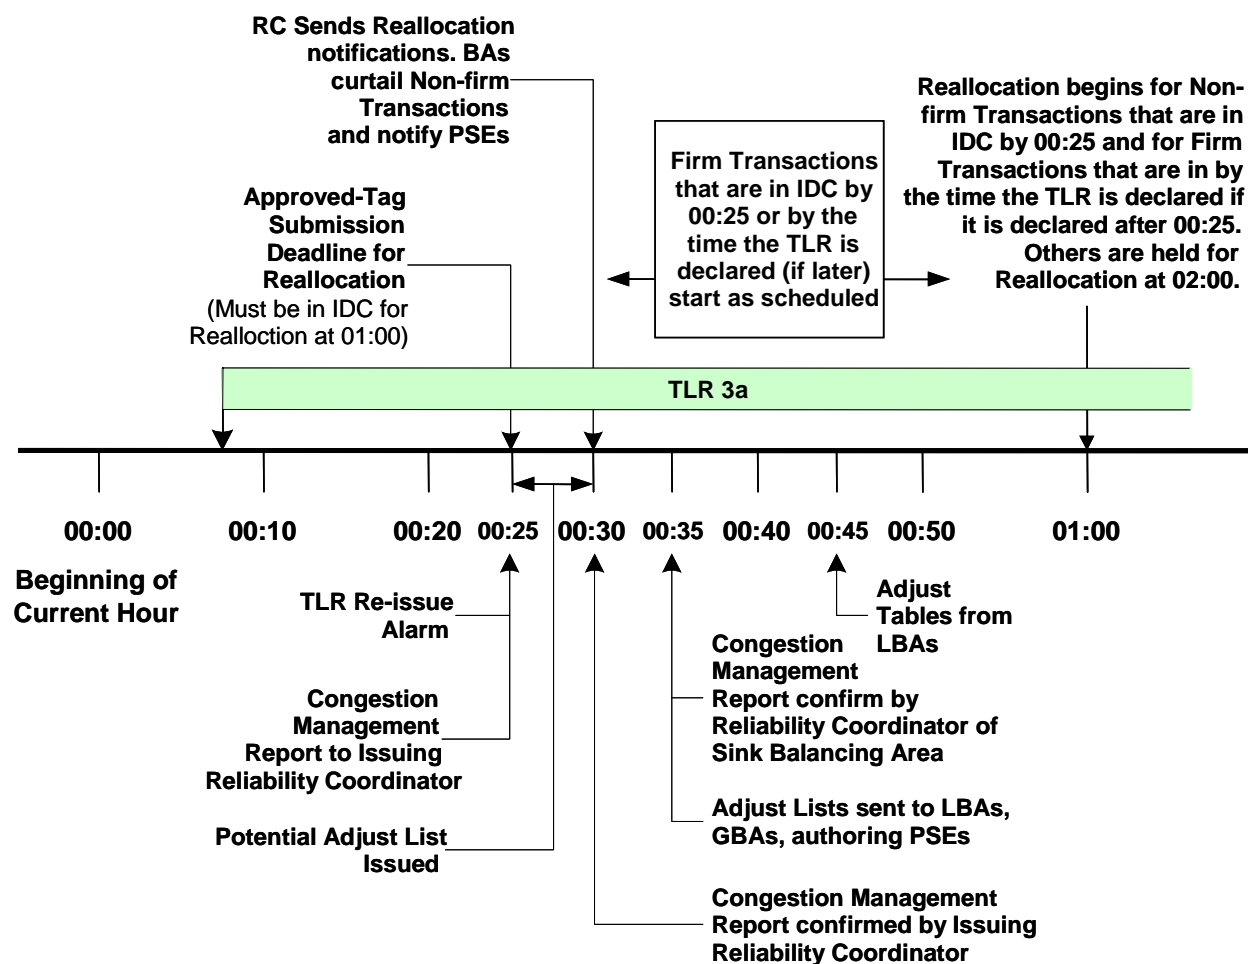 RC Sends Reallocation
notifications. BAs
curtail Non-firm
Transactions
and notify PSEs
Reallocation begins for Non-
firm Transactions that are in
IDC by 00:25 and for Firm
Transactions that are in by
the time the TLR is declared if
it is declared after 00:25.
Others are held for
Reallocation at 02:00.
Firm Transactions
that are in IDC by
00:25 or by the
time the TLR is
declared (if later)
start as scheduled
Approved-Tag
Submission
Deadline for
Reallocation
(Must be in IDC for
Realloction at 01:00)
TLR 3a
00:00 00:10 00:20 00:25 00:30 00:35 00:40 00:45 00:50 01:00
Beginning of
Current Hour
TLR Re-issue
Alarm
Adjust
Tables from
LBAs
Congestion
Management
Report confirm by
Reliability Coordinator of
Sink Balancing Area
Congestion
Management
Report to Issuing
Reliability Coordinator
Adjust Lists sent to LBAs,
GBAs, authoring PSEs
Potential Adjust List
Issued
Congestion Management
Report confirmed by Issuing
Reliability Coordinator